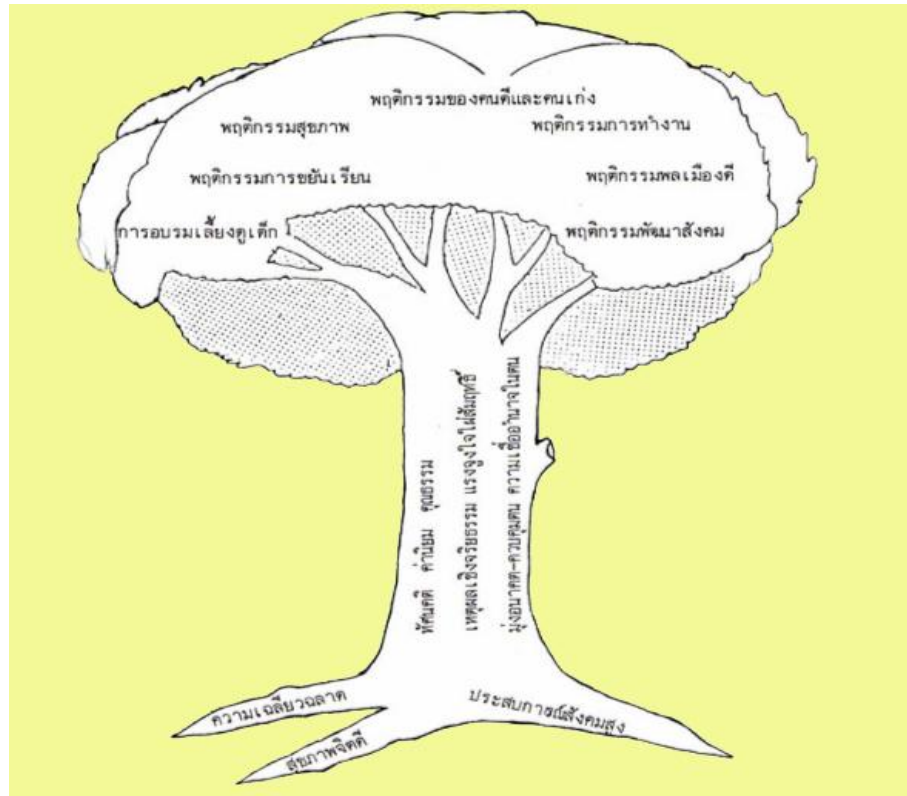 พฤติกรรมของคนดีและคนเก่ง
พฤติกรรมสุขภาพ
พฤติกรรมการทำงาน
พฤติกรรมการขยันเรียน
พฤติกรรมพลเมืองดี
การอบรมเลี้ยงดูเด็ก
พฤติกรรมพัฒนาสังคม
ทัศนคติ ค่านิยม คุณธรรม
เหตุผลเชิงจริยธรรม แรงจูงใจใฝ่สัมฤทธิ์
มุ่งอนาคต-ควบคุมตน ความเชื่ออำนาจในตน
ความเฉลียวฉลาด
ประสบการณ์สังคมสูง
สุขภาพจิตดี